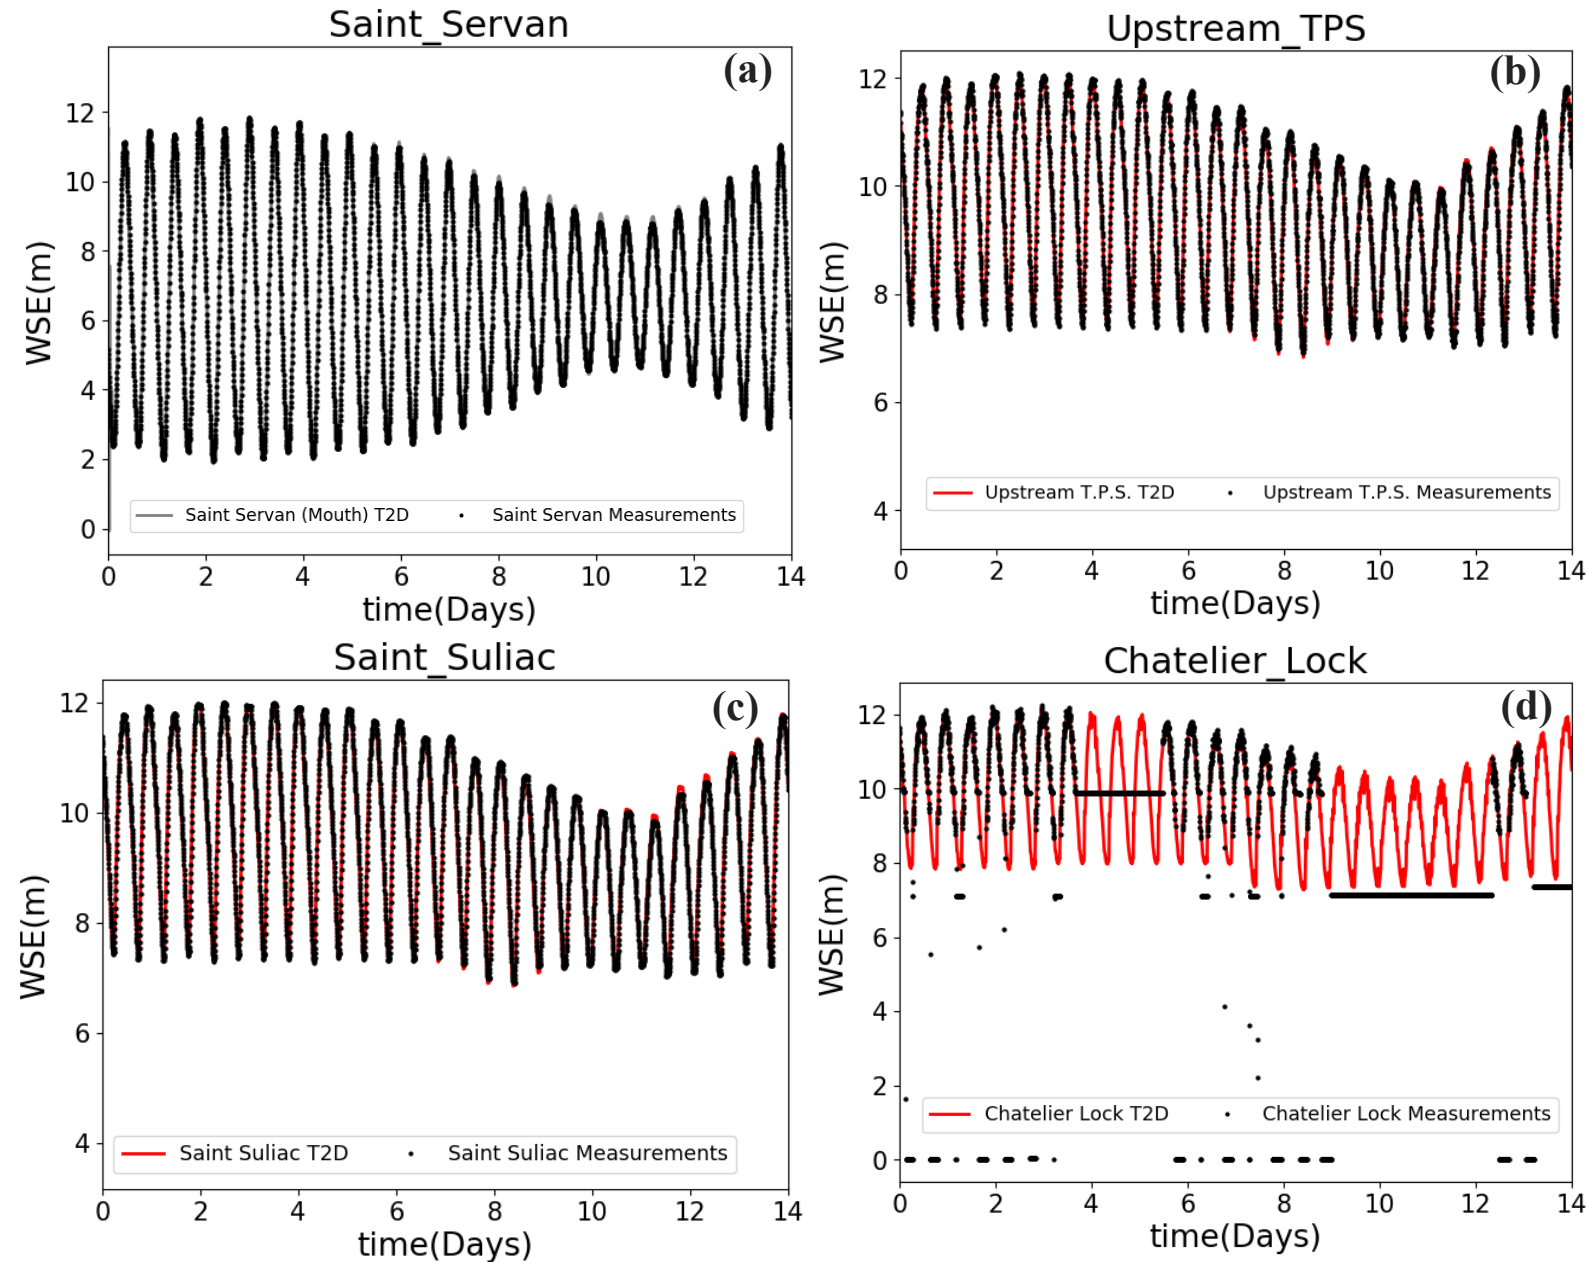 Saint_Servan
(a)
WSE(m)
12
10
8
6
4
2
0
Saint Servan (Mouth) T2D
Saint Servan Measurements
0 2 4 6 8 10 12 14
time(Days)
Upstream_TPS
(b)
WSE(m)
12
10
8
6
4
Upstream T.P.S. T2D
Upstream T.P.S. Measurements
0 2 4 6 8 10 12 14
time(Days)
Saint_Suliac
(c)
WSE(m)
12
10
8
6
4
Saint Suliac T2D
Saint Suliac Measurements
0 2 4 6 8 10 12 14
time(Days)
Chatelier_Lock
(d)
WSE(m)
12
10
8
6
4
2
0
Chatelier Lock T2D
Chatelier Lock Measurements
0 2 4 6 8 10 12 14
time(Days)